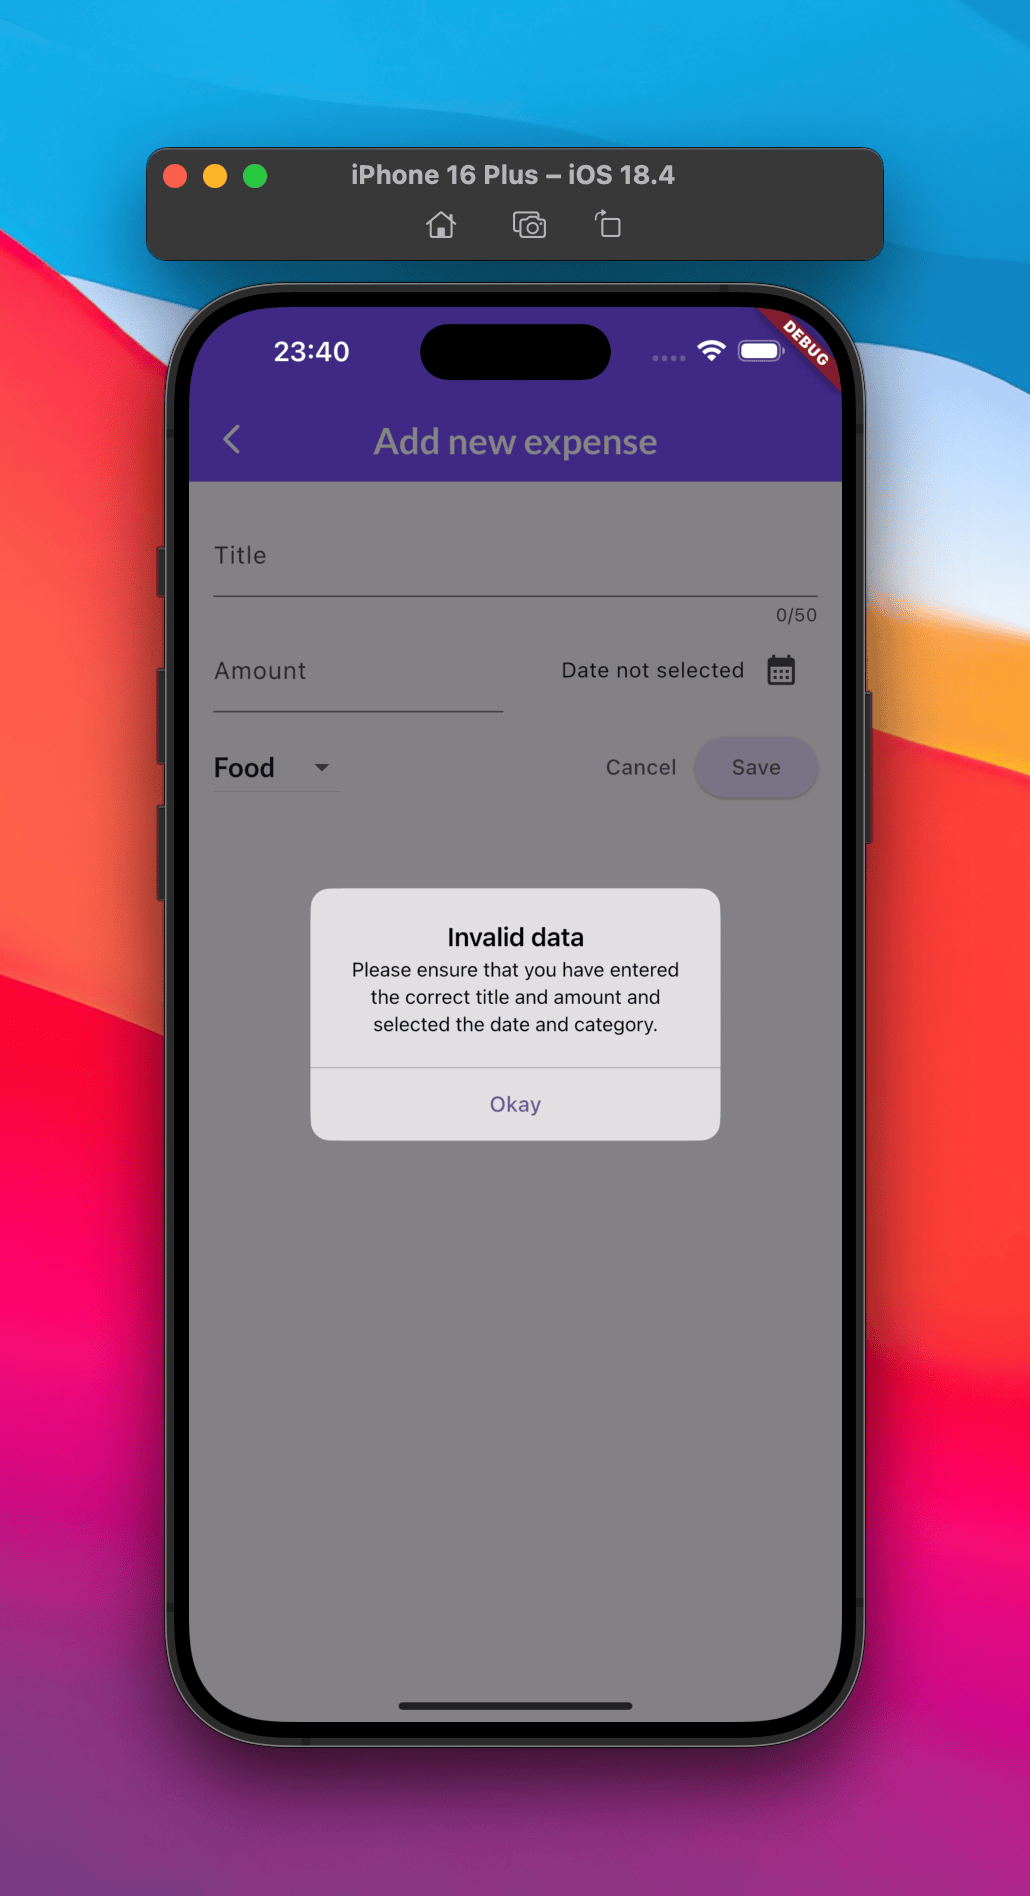 iPhone 16 Plus – iOS 18.4
23:40
DEBUG
Add new expense
Title
0/50
Amount
Date not selected
Food
Cancel
Save
Invalid data
Please ensure that you have entered
the correct title and amount and
selected the date and category.
Okay